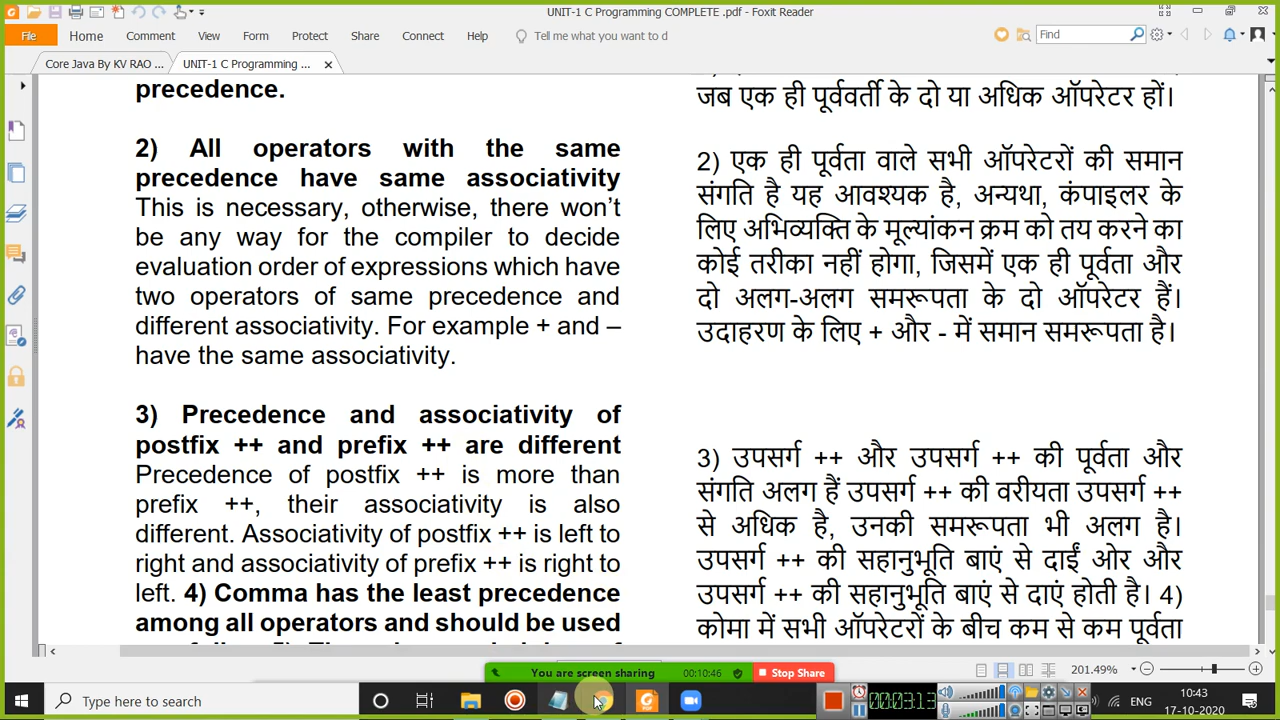 UNIT-1 C Programming COMPLETE .pdf - Foxit Reader
File Home Comment View Form Protect Share Connect Help Tell me what you want to d Find
Core Java By KV RAO ... UNIT-1 C Programming ...
precedence.
2) All operators with the same
precedence have same associativity
This is necessary, otherwise, there won’t
be any way for the compiler to decide
evaluation order of expressions which have
two operators of same precedence and
different associativity. For example + and –
have the same associativity.
3) Precedence and associativity of
postfix ++ and prefix ++ are different
Precedence of postfix ++ is more than
prefix ++, their associativity is also
different. Associativity of postfix ++ is left to
right and associativity of prefix ++ is right to
left. 4) Comma has the least precedence
among all operators and should be used
जब एक ही पूर्ववर्ती के दो या अधिक ऑपरेटर हों।
2) एक ही पूर्वता वाले सभी ऑपरेटरों की समान
संगति है यह आवश्यक है, अन्यथा, कंपाइलर के
लिए अभिव्यक्ति के मूल्यांकन क्रम को तय करने का
कोई तरीका नहीं होगा, जिसमें एक ही पूर्वता और
दो अलग-अलग समरूपता के दो ऑपरेटर हैं।
उदाहरण के लिए + और - में समान समरूपता है।
3) उपसर्ग ++ और उपसर्ग ++ की पूर्वता और
संगति अलग हैं उपसर्ग ++ की वरीयता उपसर्ग ++
से अधिक है, उनकी समरूपता भी अलग है।
उपसर्ग ++ की सहानुभूति बाएं से दाईं ओर और
उपसर्ग ++ की सहानुभूति बाएं से दाएं होती है। 4)
कोमा में सभी ऑपरेटरों के बीच कम से कम पूर्वता
You are screen sharing 00:10:46 Stop Share
201.49%
Type here to search
00:03:13
ENG
10:43
17-10-2020